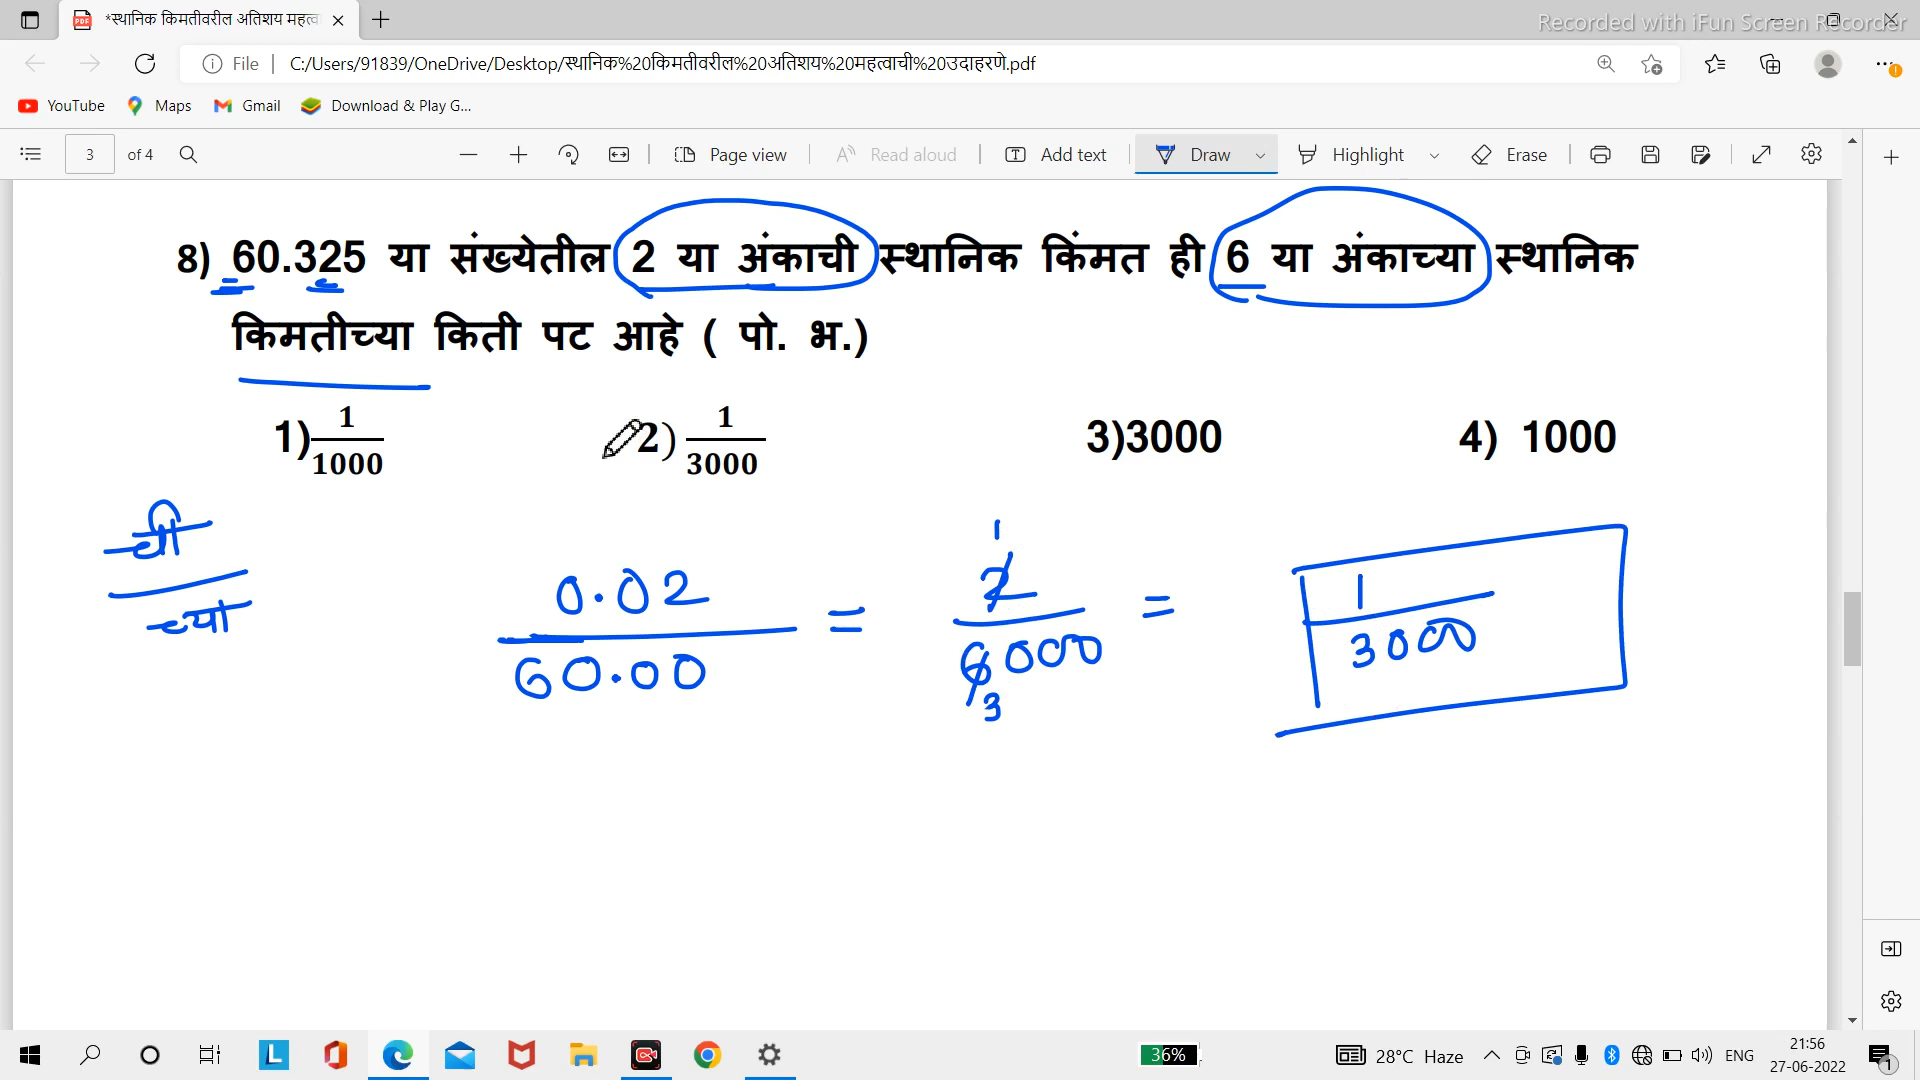 *स्थानिक किमतीवरील अतिशय महत्व
Recorded with iFun Screen Recorder
File C:/Users/91839/OneDrive/Desktop/स्थानिक%20किमतीवरील%20अतिशय%20महत्वाची%20उदाहरणे.pdf
YouTube Maps Gmail Download & Play G...
3 of 4 Page view Read aloud Add text Draw Highlight Erase
8) 60.325 या संख्येतील 2 या अंकाची स्थानिक किंमत ही 6 या अंकाच्या स्थानिक
किमतीच्या किती पट आहे ( पो. भ.)
1) 1/1000 2) 1/3000 3)3000 4) 1000
ची
च्या
0.02/60.00 = 2/6000 = 1/3000
1
3
36% 28°C Haze ENG 21:56
27-06-2022 1